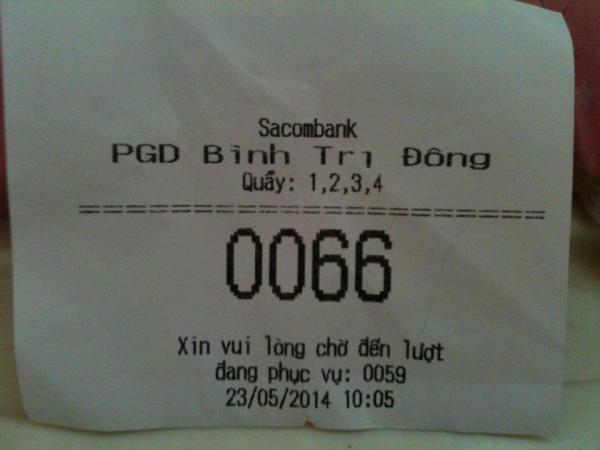 Sacombank
PGD Bình Trị Đông
Quầy: 1,2,3,4
0066
Xin vui lòng chờ đến lượt
đang phục vụ: 0059
23/05/2014 10:05